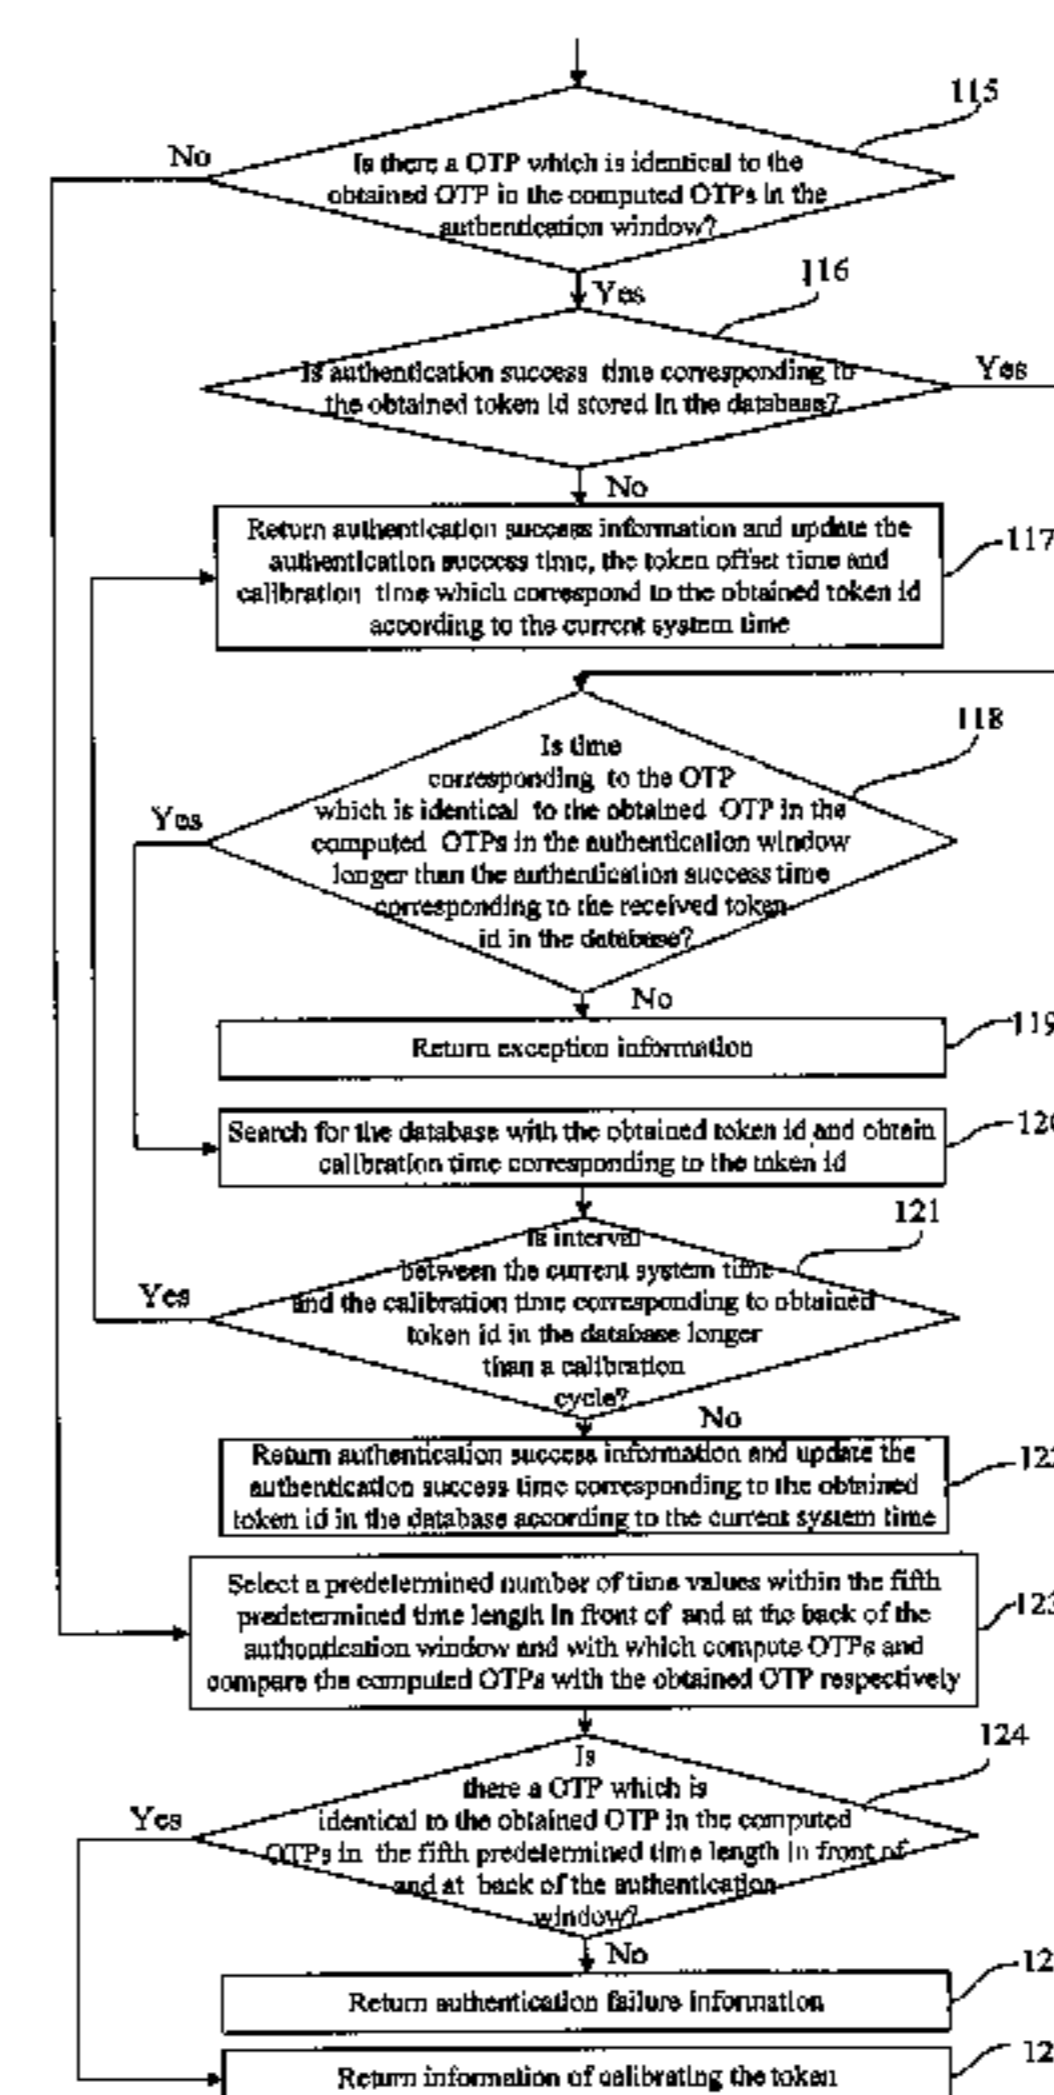 115
No
Is there a OTP which is identical to the
obtained OTP in the computed OTPs in the
authentication window?
116
Yes
Is authentication success time corresponding to
the obtained token id stored in the database?
Yes
No
Return authentication success information and update the
authentication success time, the token offset time and
calibration time which correspond to the obtained token id
according to the current system time
117
118
Is time
corresponding to the OTP
which is identical to the obtained OTP in the
computed OTPs in the authentication window
longer than the authentication success time
corresponding to the received token
id in the database?
Yes
No
Return exception information
119
Search for the database with the obtained token id and obtain
calibration time corresponding to the token id
120
121
Is interval
between the current system time
and the calibration time corresponding to obtained
token id in the database longer
than a calibration
cycle?
Yes
No
Return authentication success information and update the
authentication success time corresponding to the obtained
token id in the database according to the current system time
122
Select a predetermined number of time values within the fifth
predetermined time length in front of and at the back of the
authentication window and with which compute OTPs and
compare the computed OTPs with the obtained OTP respectively
123
124
Is
there a OTP which is
identical to the obtained OTP in the computed
OTPs in the fifth predetermined time length in front of
and at back of the authentication
window?
Yes
No
Return authentication failure information
12
Return information of calibrating the token
12